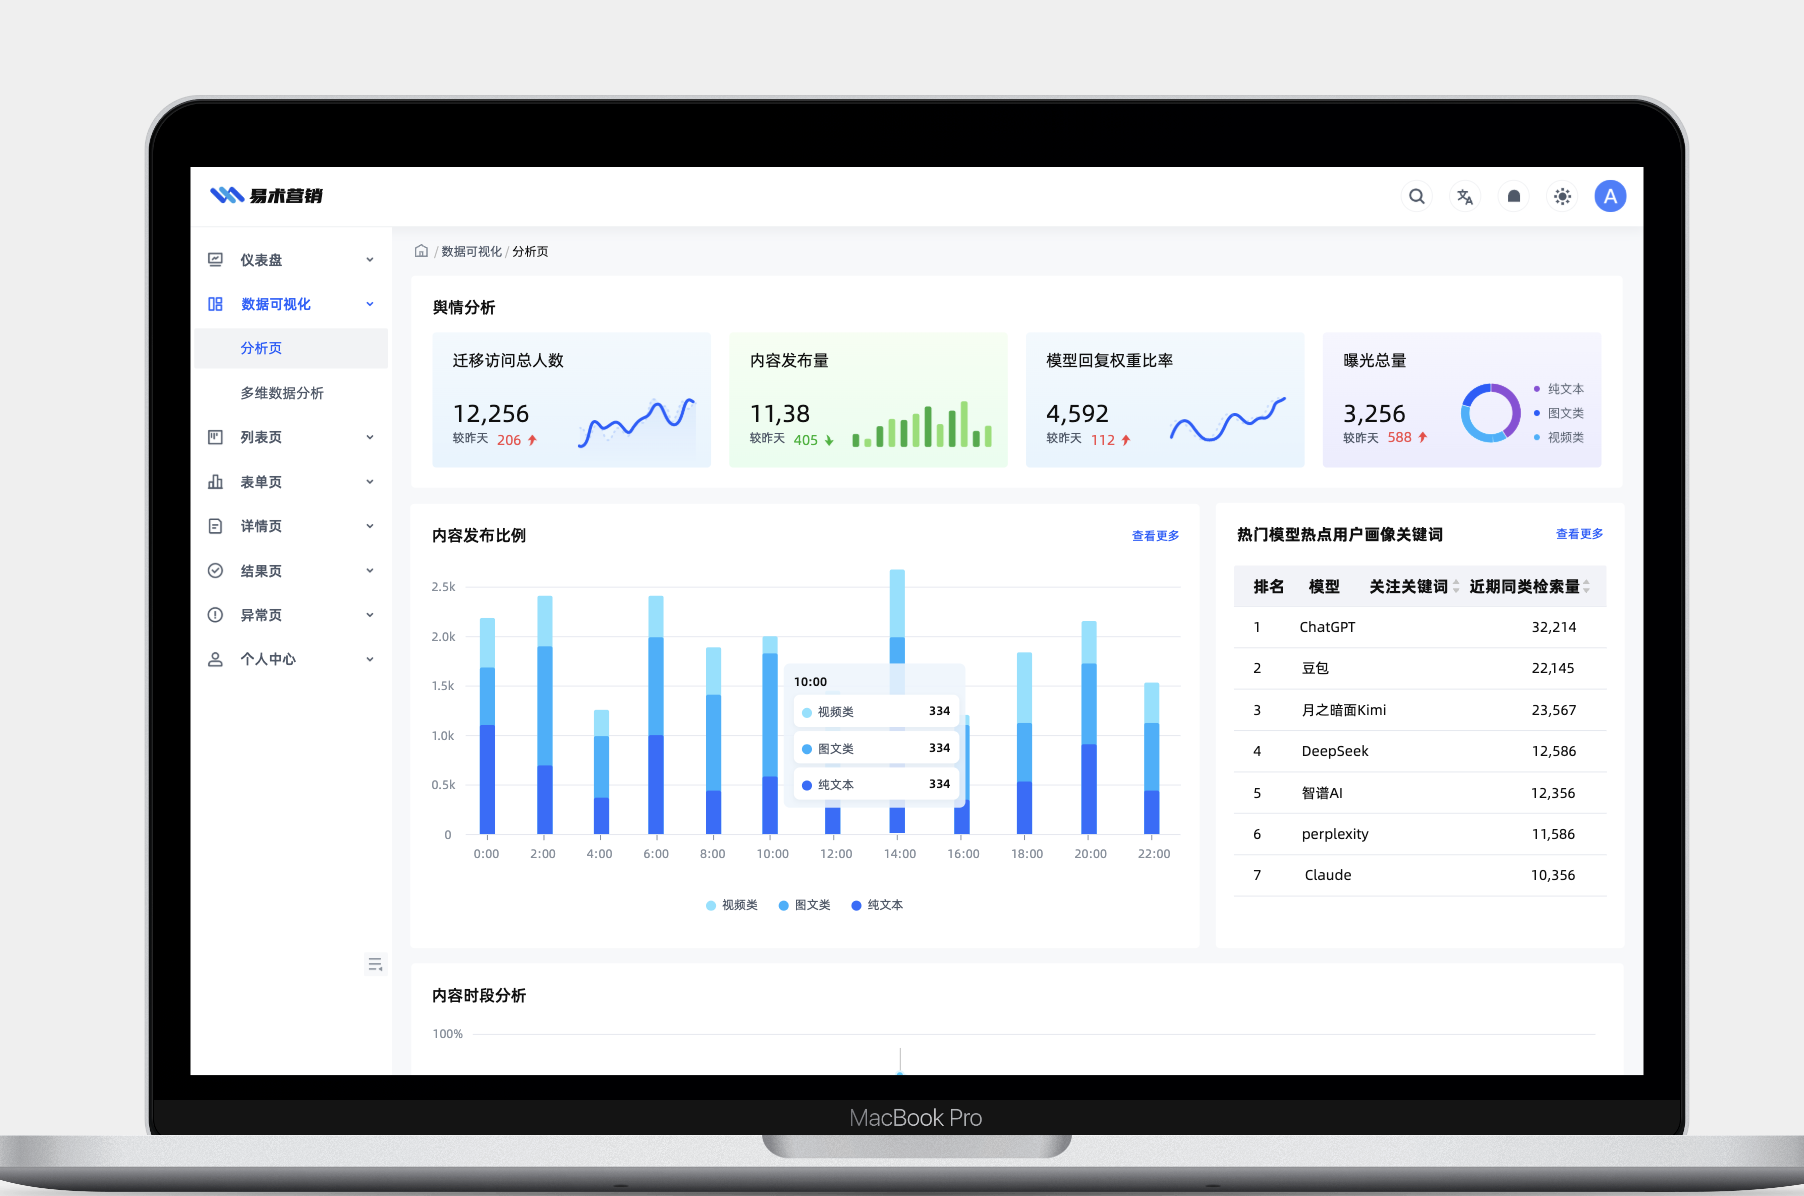 易术营销
A
仪表盘
数据可视化
分析页
多维数据分析
列表页
表单页
详情页
结果页
异常页
个人中心
/ 数据可视化 / 分析页
舆情分析
迁移访问总人数
12,256
较昨天 206
内容发布量
11,38
较昨天 405
模型回复权重比率
4,592
较昨天 112
曝光总量
3,256
较昨天 588
纯文本
图文类
视频类
内容发布比例 查看更多
2.5k
2.0k
1.5k
1.0k
0.5k
0
0:00 2:00 4:00 6:00 8:00 10:00 12:00 14:00 16:00 18:00 20:00 22:00
10:00
视频类 334
图文类 334
纯文本 334
视频类 图文类 纯文本
热门模型热点用户画像关键词 查看更多
排名 模型 关注关键词 近期同类检索量
1 ChatGPT 32,214
2 豆包 22,145
3 月之暗面Kimi 23,567
4 DeepSeek 12,586
5 智谱AI 12,356
6 perplexity 11,586
7 Claude 10,356
内容时段分析
100%
MacBook Pro